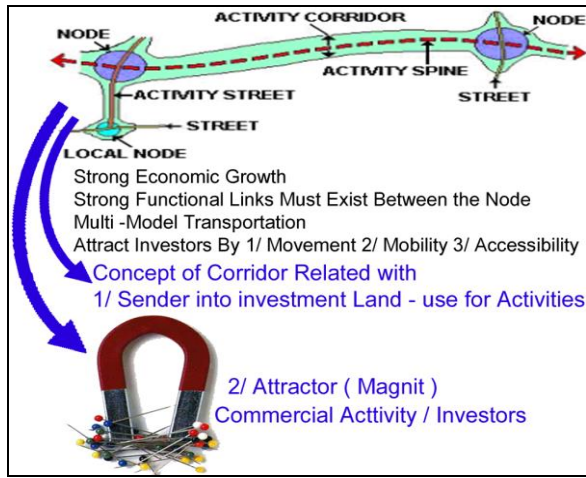 ACTIVITY CORRIDOR
NODE
NODE
ACTIVITY SPINE
ACTIVITY STREET
STREET
STREET
LOCAL NODE
Strong Economic Growth
Strong Functional Links Must Exist Between the Node
Multi -Model Transportation
Attract Investors By 1/ Movement 2/ Mobility 3/ Accessibility
Concept of Corridor Related with
1/ Sender into investment Land - use for Activities
2/ Attractor ( Magnit )
Commercial Acttivity / Investors